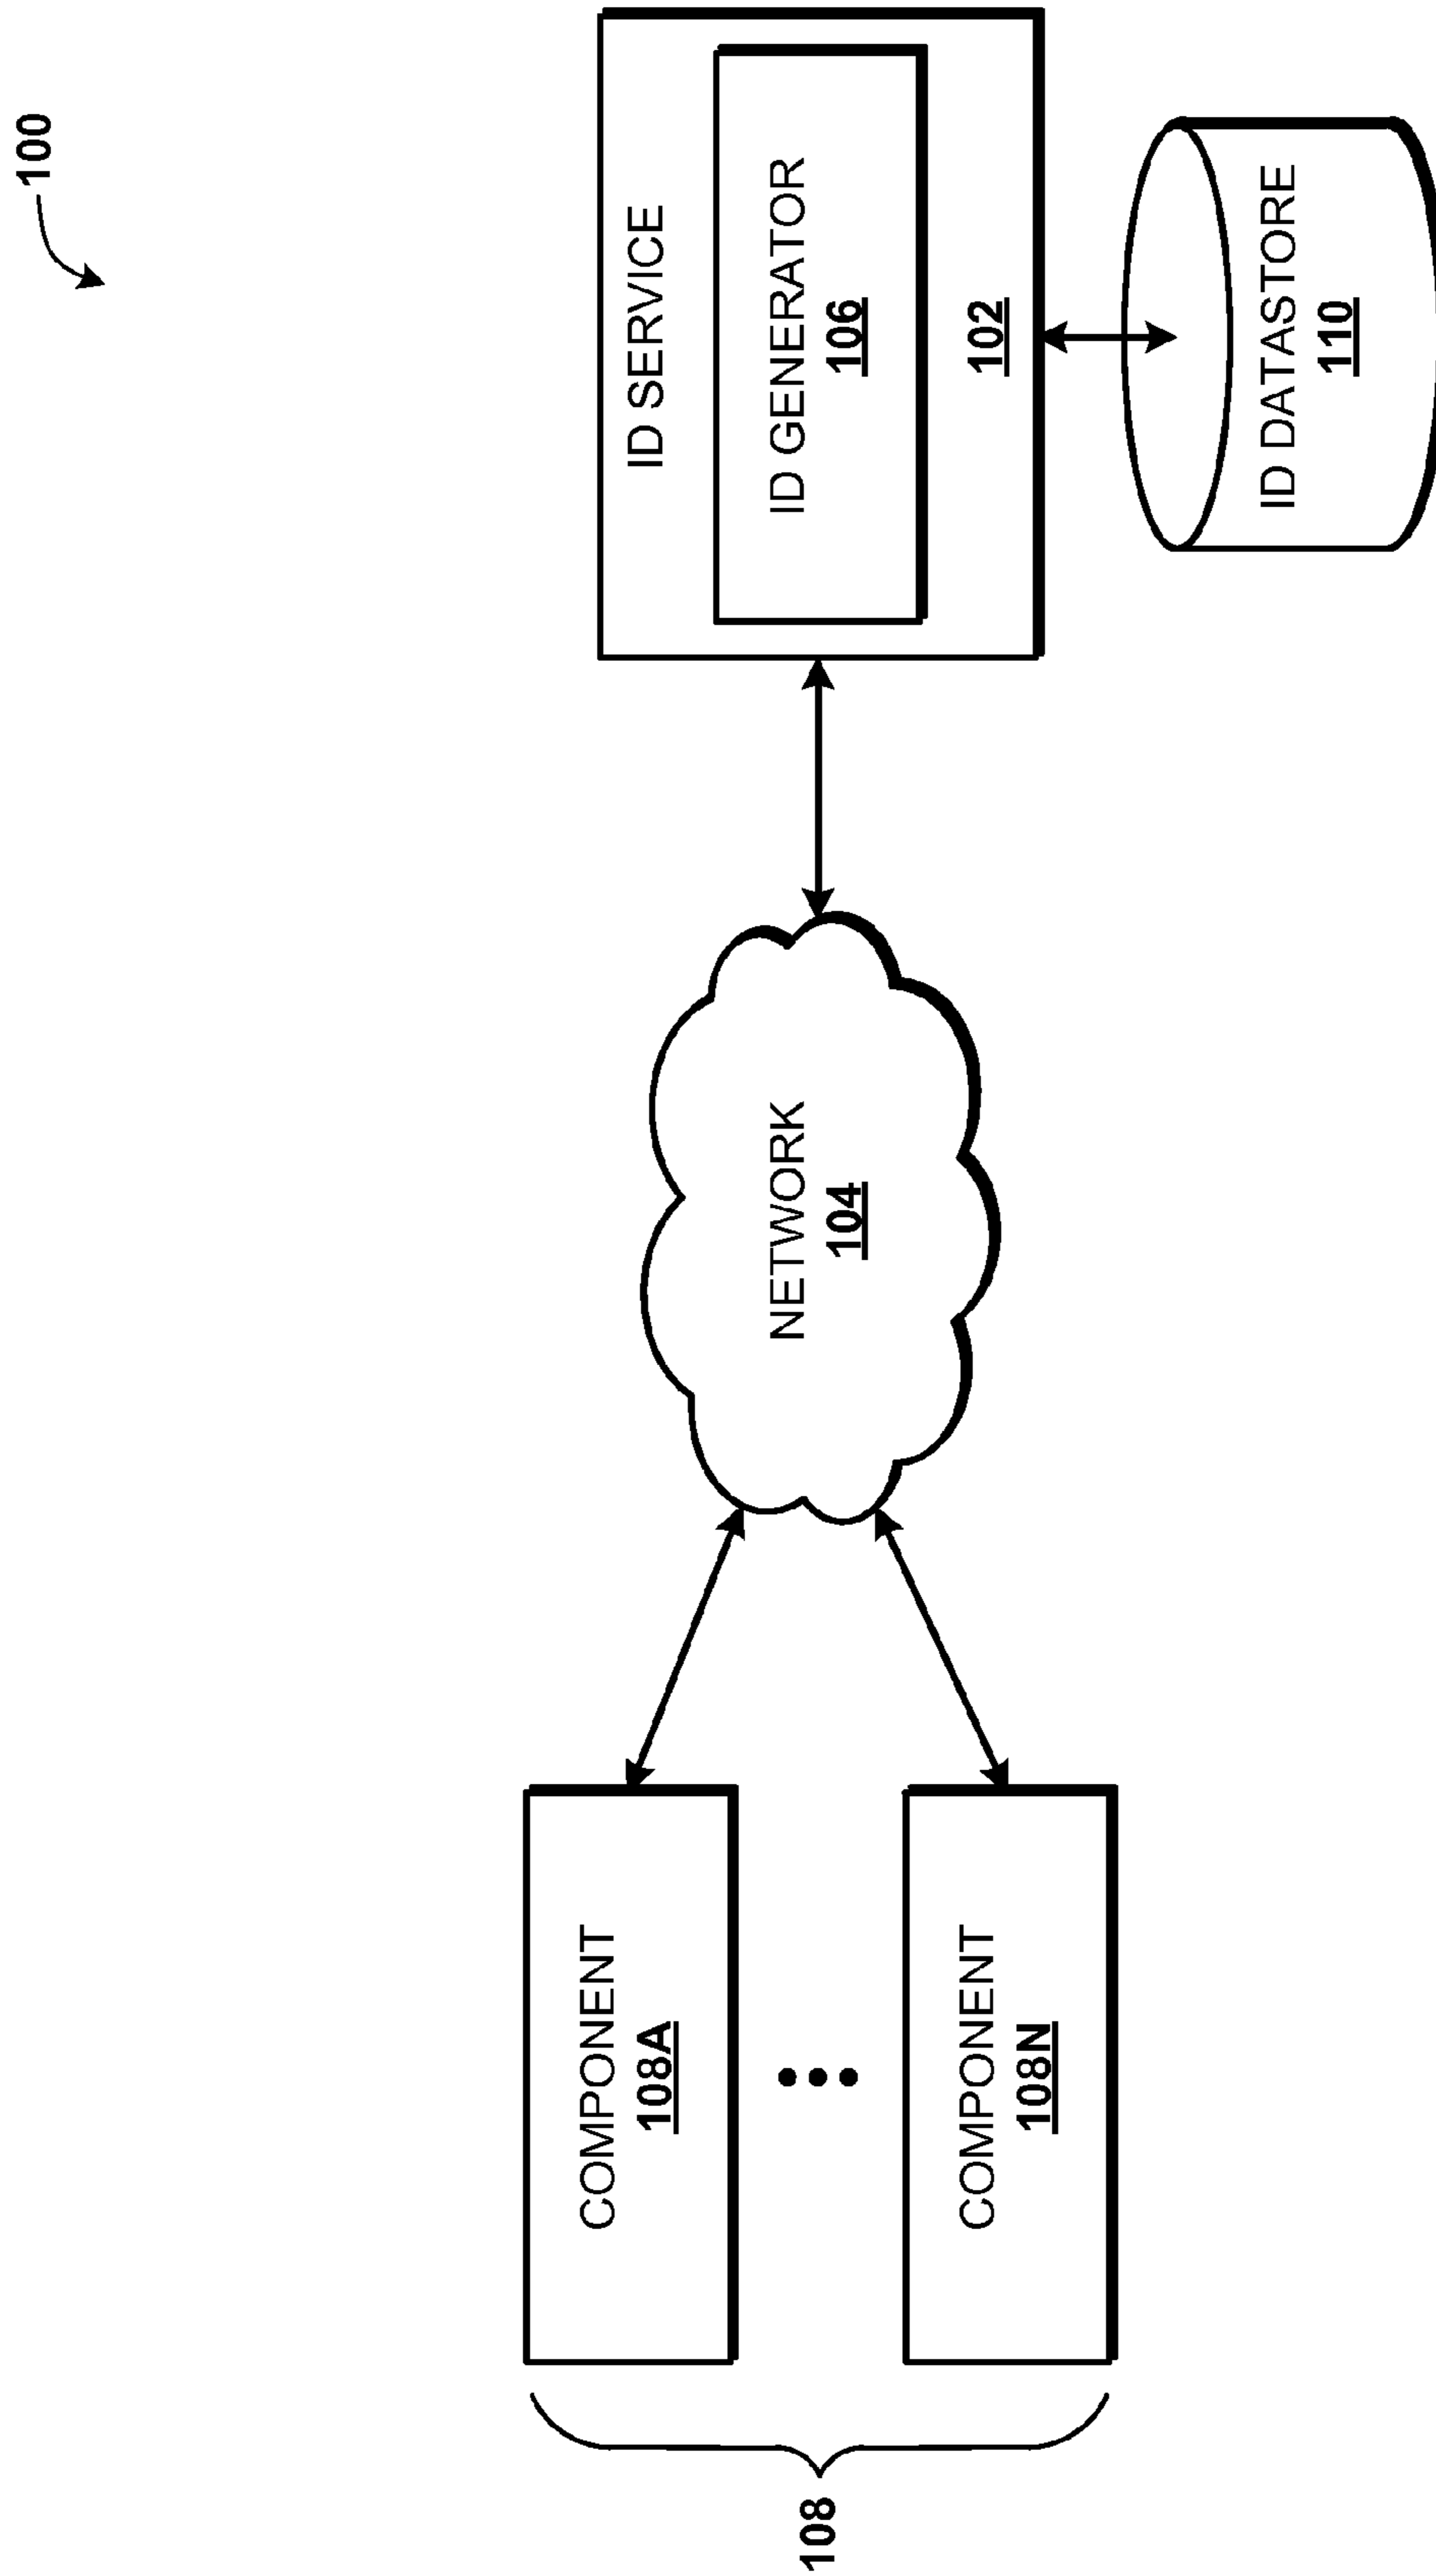 100
108
COMPONENT
108A
COMPONENT
108N
NETWORK
104
ID SERVICE
ID GENERATOR
106
102
ID DATASTORE
110